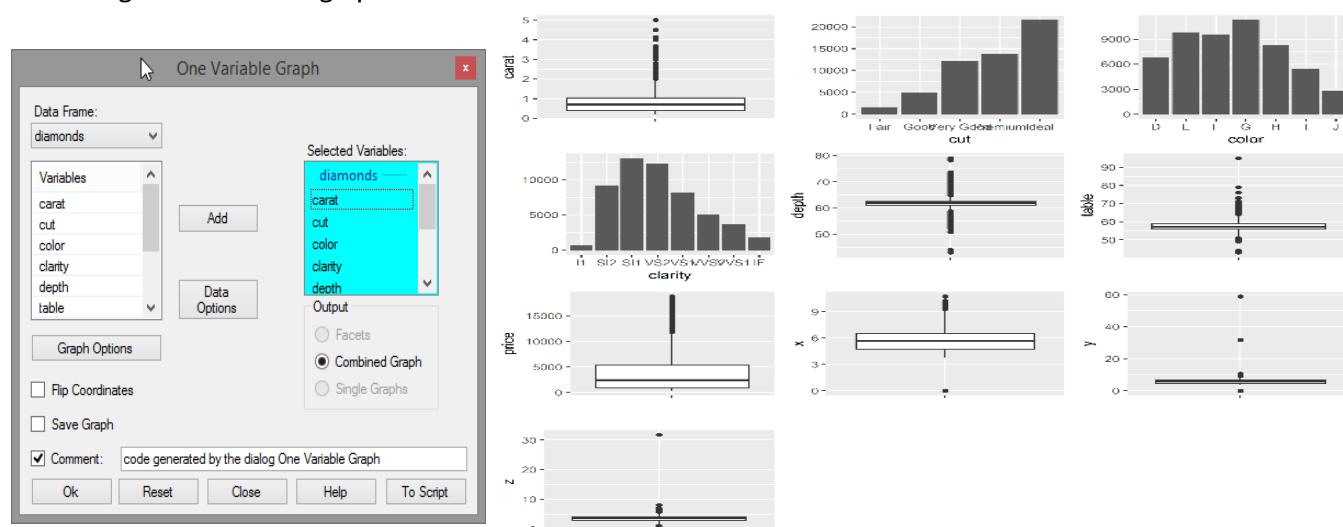 One Variable Graph
x
Data Frame:
diamonds
Variables
carat
cut
color
clarity
depth
table
Add
Data
Options
Selected Variables:
diamonds
carat
cut
color
clarity
depth
Output
Facets
Combined Graph
Single Graphs
Graph Options
Flip Coordinates
Save Graph
Comment: code generated by the dialog One Variable Graph
Ok Reset Close Help To Script
5
4
3
2
1
0
carat
20000
15000
10000
5000
0
Ideal
cut
9000
6000
3000
0
D G H I J
color
10000
5000
0
I1 SI2 SI1 VS2 IF
clarity
80
70
60
50
depth
90
80
70
60
50
table
15000
10000
5000
0
price
9
6
3
0
x
60
40
20
0
y
30
20
10
z